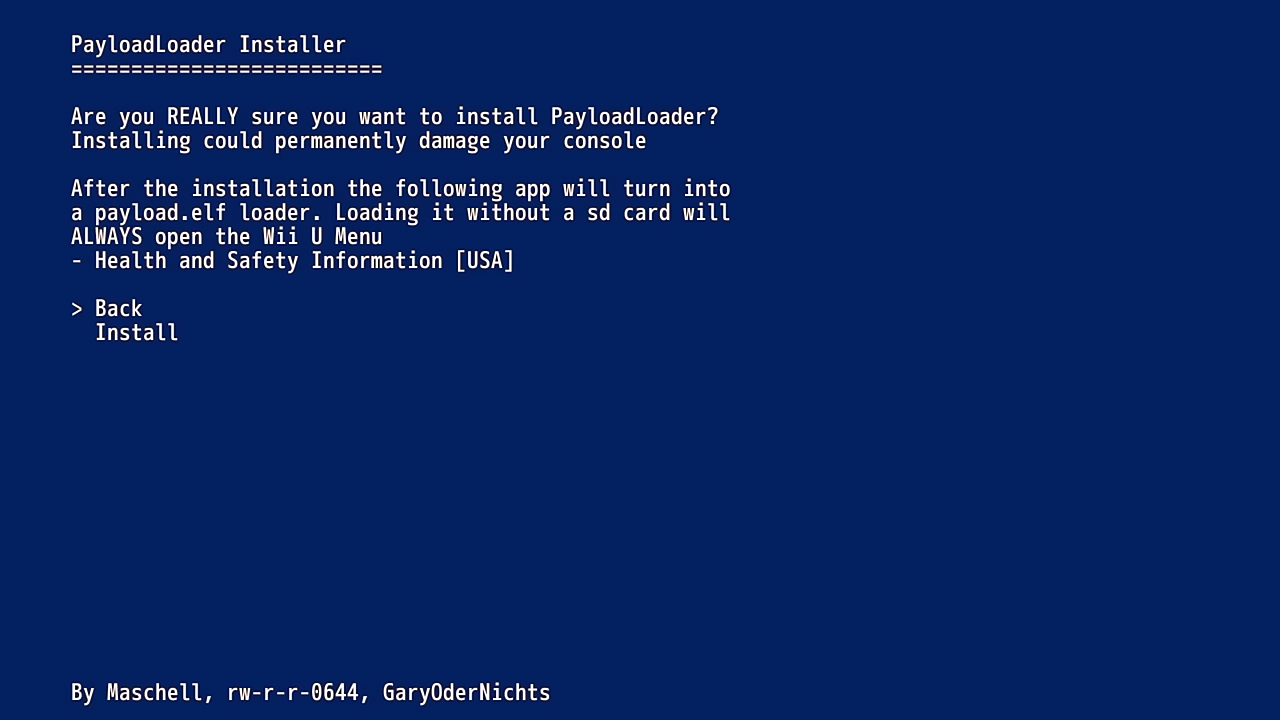 PayloadLoader Installer
==========================
Are you REALLY sure you want to install PayloadLoader?
Installing could permanently damage your console
After the installation the following app will turn into
a payload.elf loader. Loading it without a sd card will
ALWAYS open the Wii U Menu
- Health and Safety Information [USA]
> Back
Install
By Maschell, rw-r-r-0644, GaryOderNichts